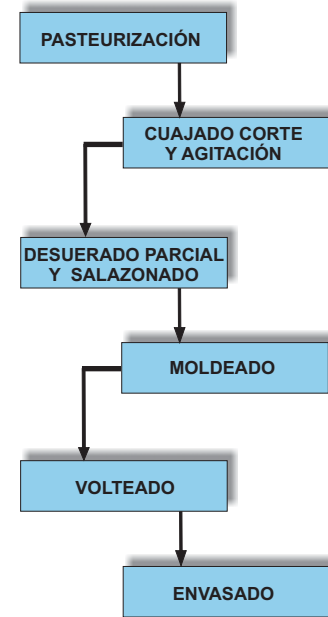 PASTEURIZACIÓN
CUAJADO CORTE
Y AGITACIÓN
DESUERADO PARCIAL
Y SALAZONADO
MOLDEADO
VOLTEADO
ENVASADO